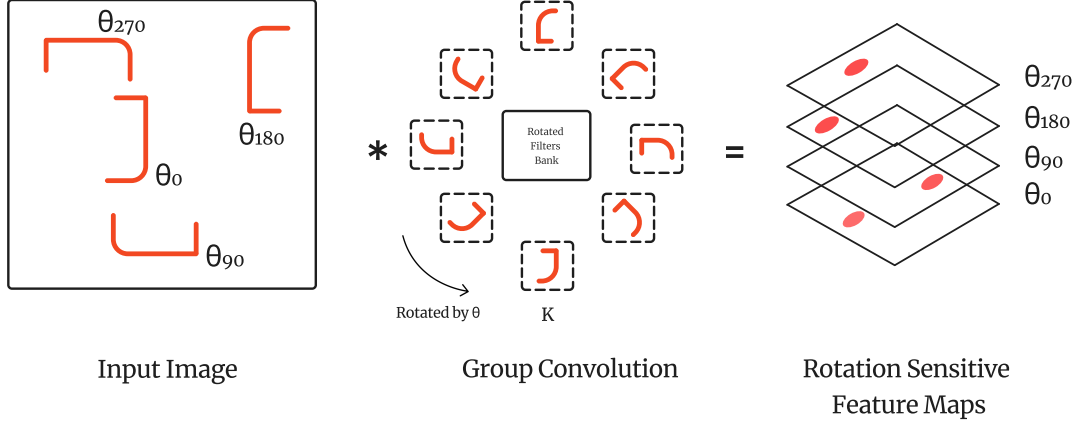 θ270
θ180
θ0
θ90
*
Rotated
Filters
Bank
Rotated by θ
K
=
θ270
θ180
θ90
θ0
Input Image
Group Convolution
Rotation Sensitive
Feature Maps